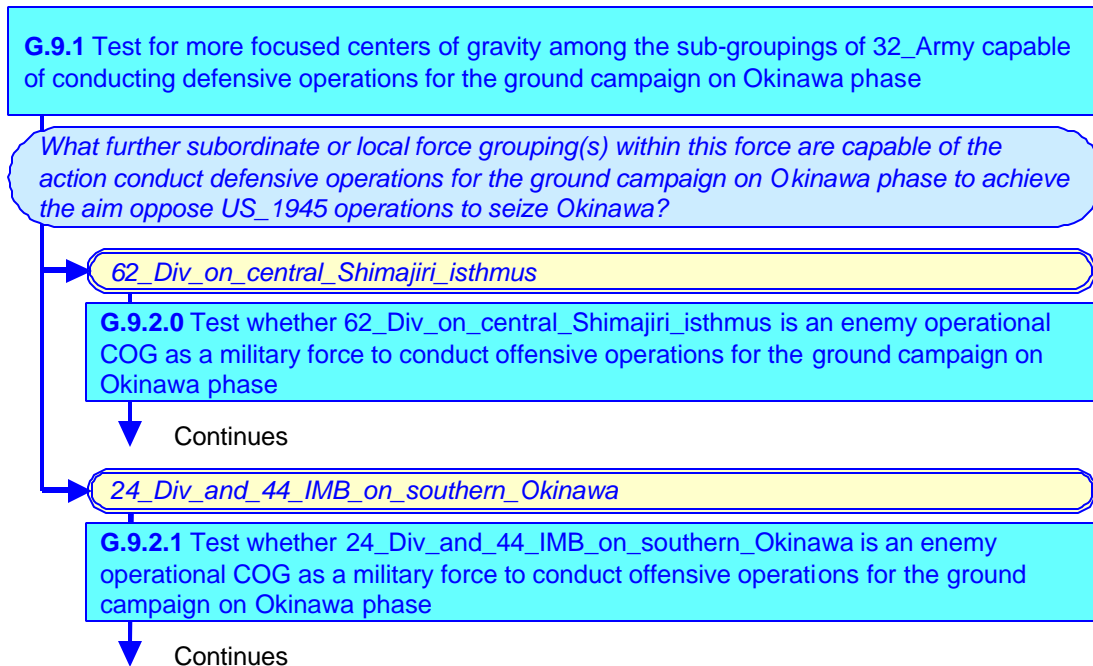 G.9.1 Test for more focused centers of gravity among the sub-groupings of 32_Army capable
of conducting defensive operations for the ground campaign on Okinawa phase
What further subordinate or local force grouping(s) within this force are capable of the
action conduct defensive operations for the ground campaign on Okinawa phase to achieve
the aim oppose US_1945 operations to seize Okinawa?
62_Div_on_central_Shimajiri_isthmus
G.9.2.0 Test whether 62_Div_on_central_Shimajiri_isthmus is an enemy operational
COG as a military force to conduct offensive operations for the ground campaign on
Okinawa phase
Continues
24_Div_and_44_IMB_on_southern_Okinawa
G.9.2.1 Test whether 24_Div_and_44_IMB_on_southern_Okinawa is an enemy
operational COG as a military force to conduct offensive operations for the ground
campaign on Okinawa phase
Continues